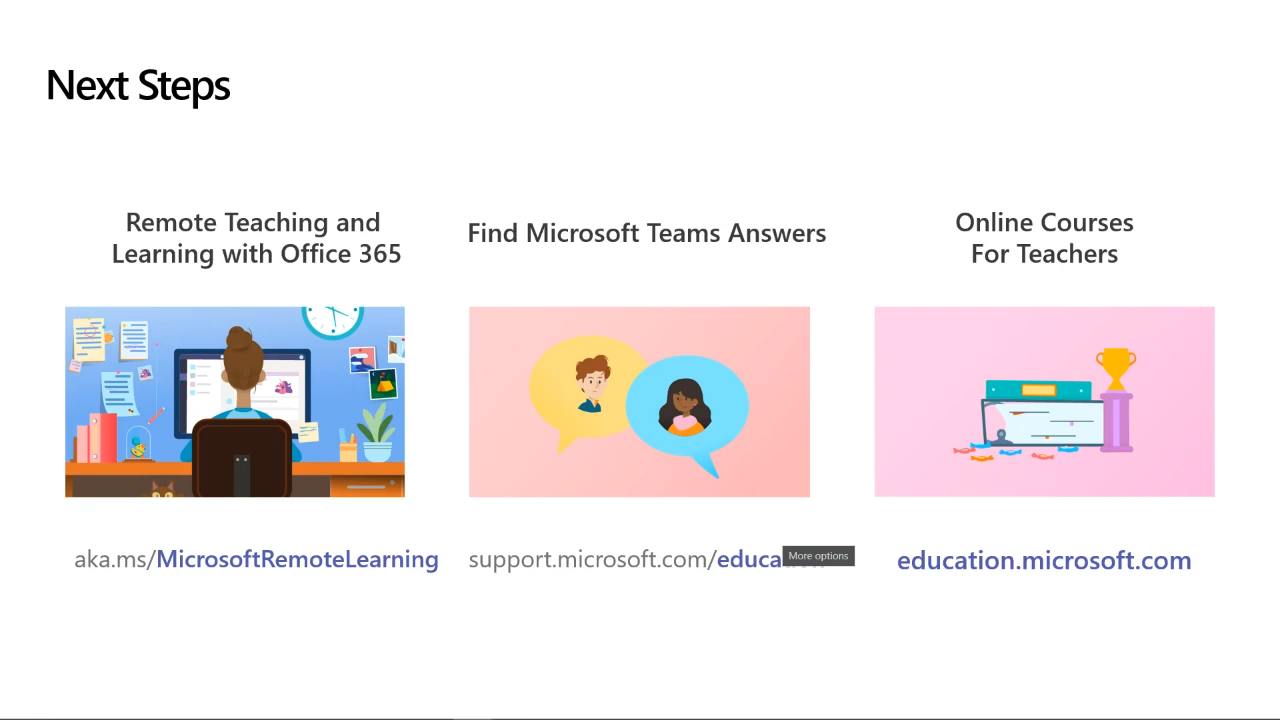 Next Steps
Remote Teaching and
Learning with Office 365
Find Microsoft Teams Answers
Online Courses
For Teachers
aka.ms/MicrosoftRemoteLearning
support.microsoft.com/educa
More options
education.microsoft.com